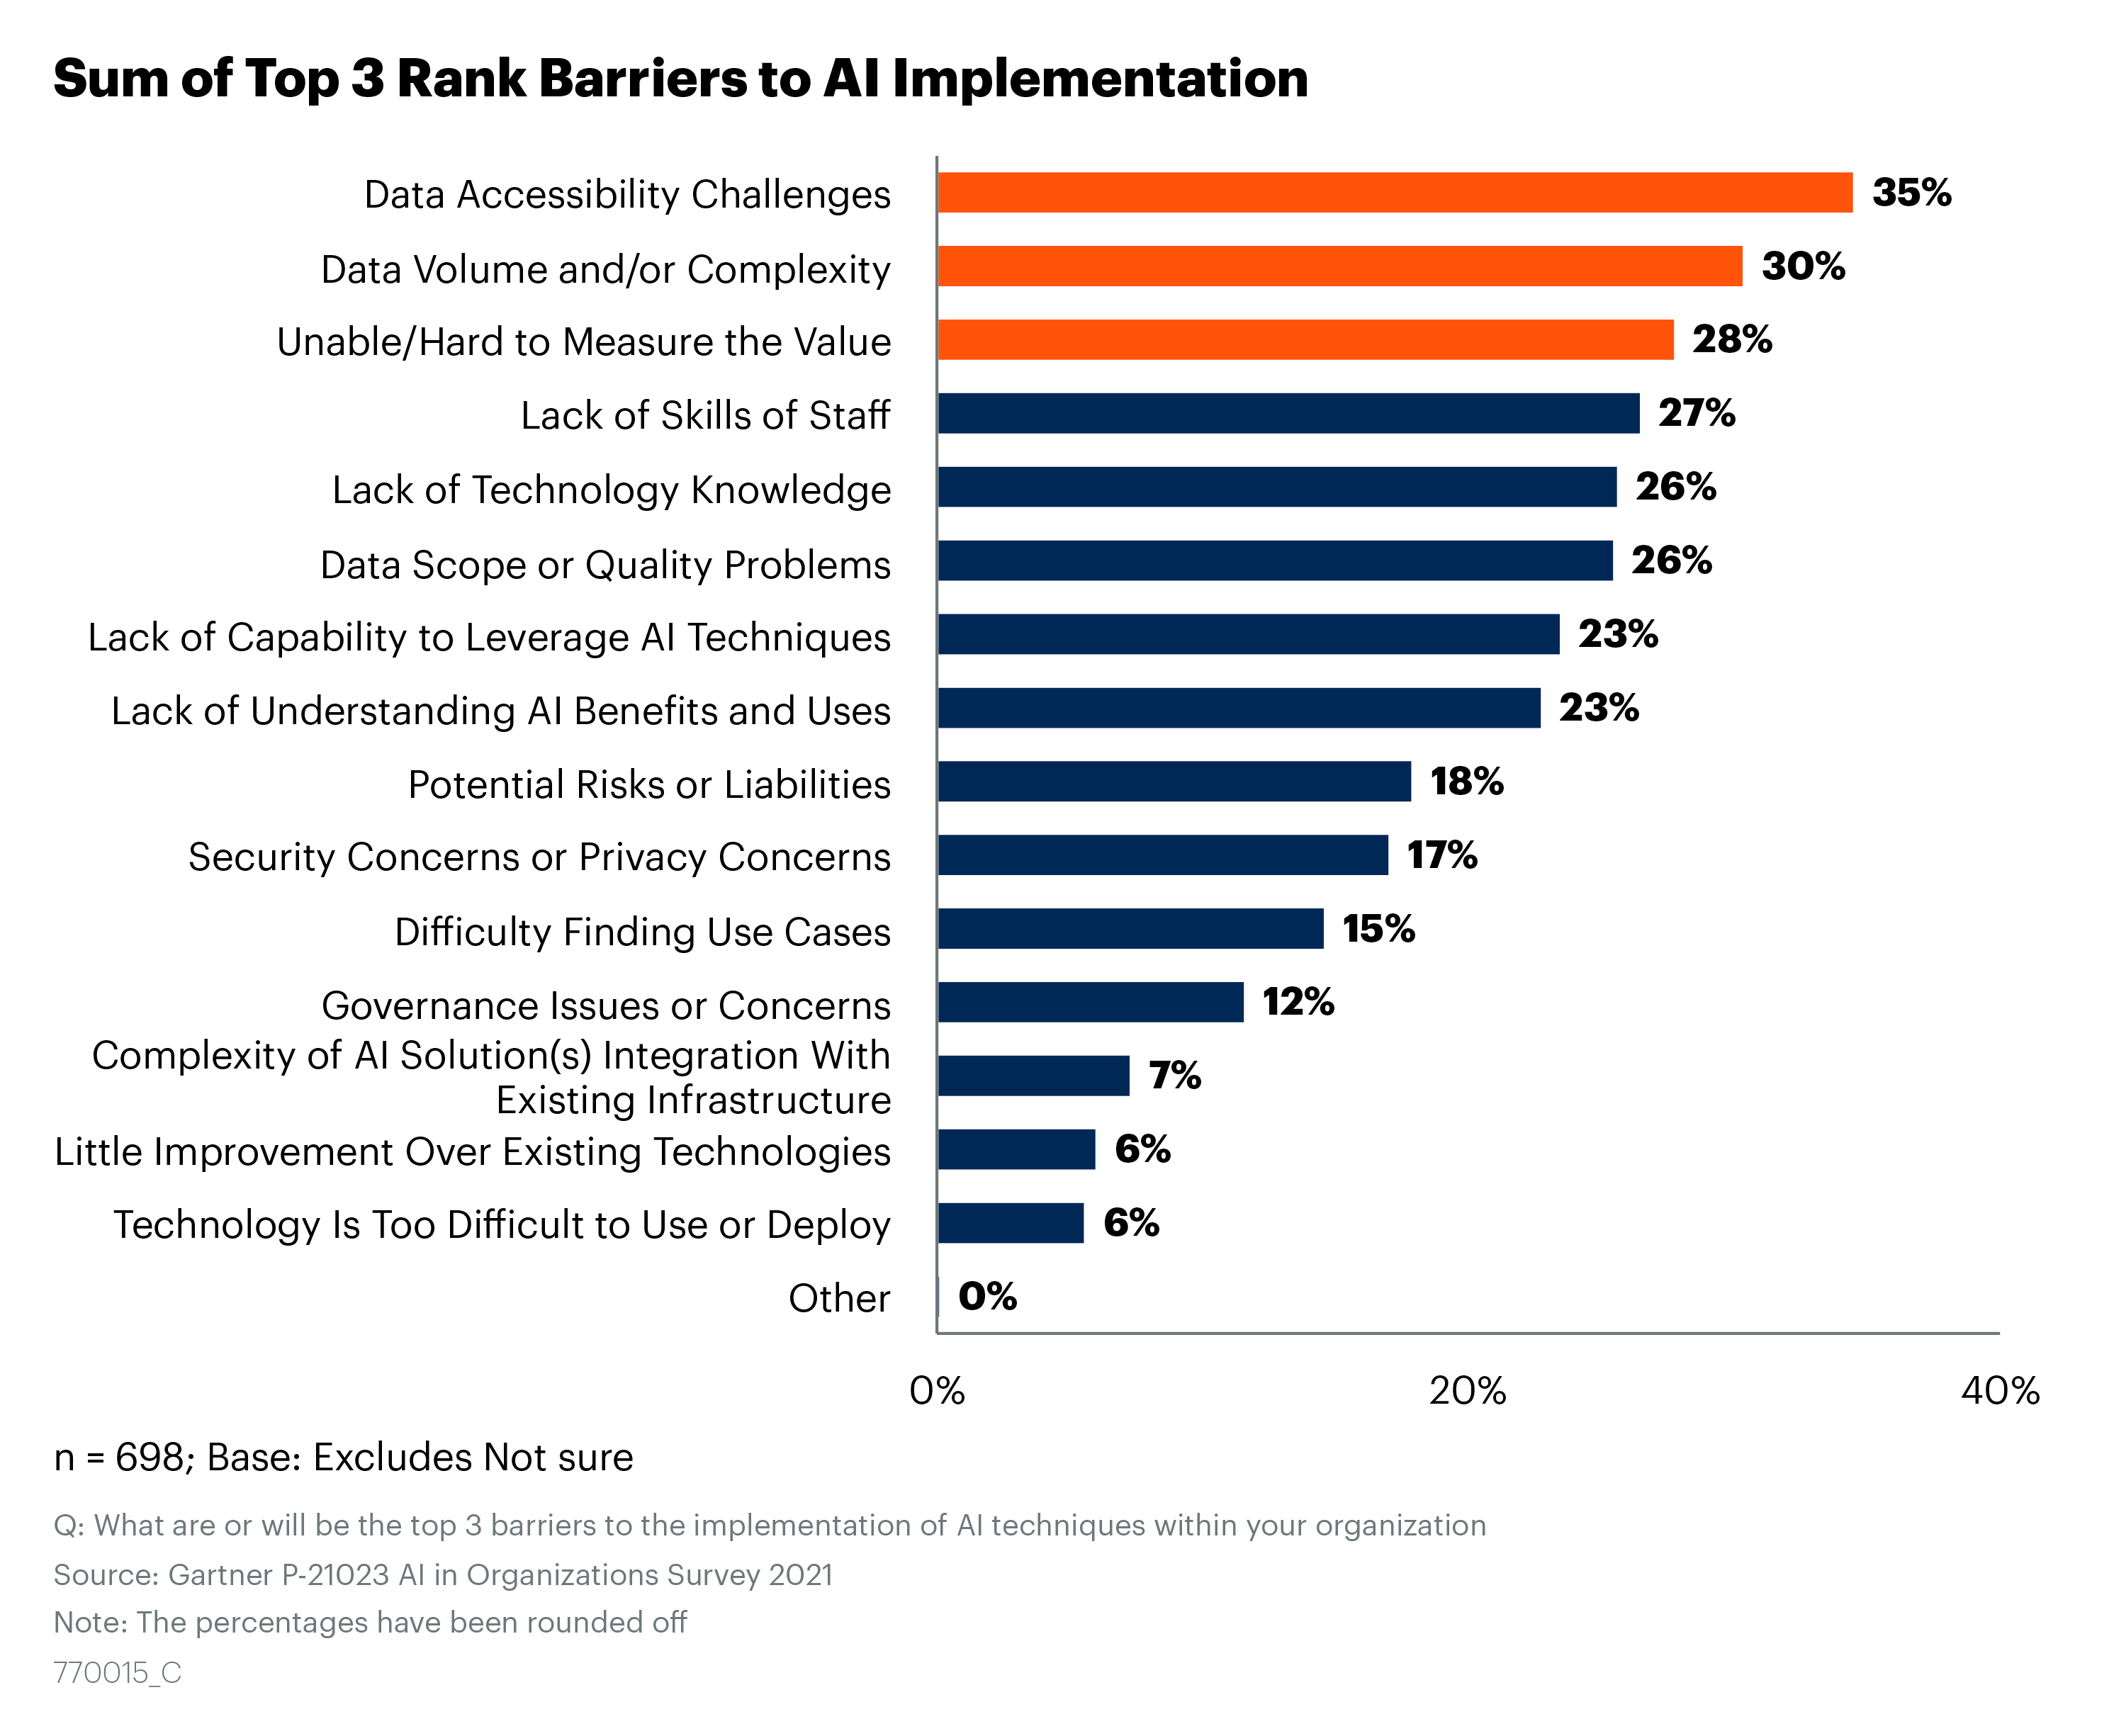 Sum of Top 3 Rank Barriers to AI Implementation
Data Accessibility Challenges 35%
Data Volume and/or Complexity 30%
Unable/Hard to Measure the Value 28%
Lack of Skills of Staff 27%
Lack of Technology Knowledge 26%
Data Scope or Quality Problems 26%
Lack of Capability to Leverage AI Techniques 23%
Lack of Understanding AI Benefits and Uses 23%
Potential Risks or Liabilities 18%
Security Concerns or Privacy Concerns 17%
Difficulty Finding Use Cases 15%
Governance Issues or Concerns 12%
Complexity of AI Solution(s) Integration With
Existing Infrastructure 7%
Little Improvement Over Existing Technologies 6%
Technology Is Too Difficult to Use or Deploy 6%
Other 0%
0% 20% 40%
n = 698; Base: Excludes Not sure
Q: What are or will be the top 3 barriers to the implementation of AI techniques within your organization
Source: Gartner P-21023 AI in Organizations Survey 2021
Note: The percentages have been rounded off
770015_C